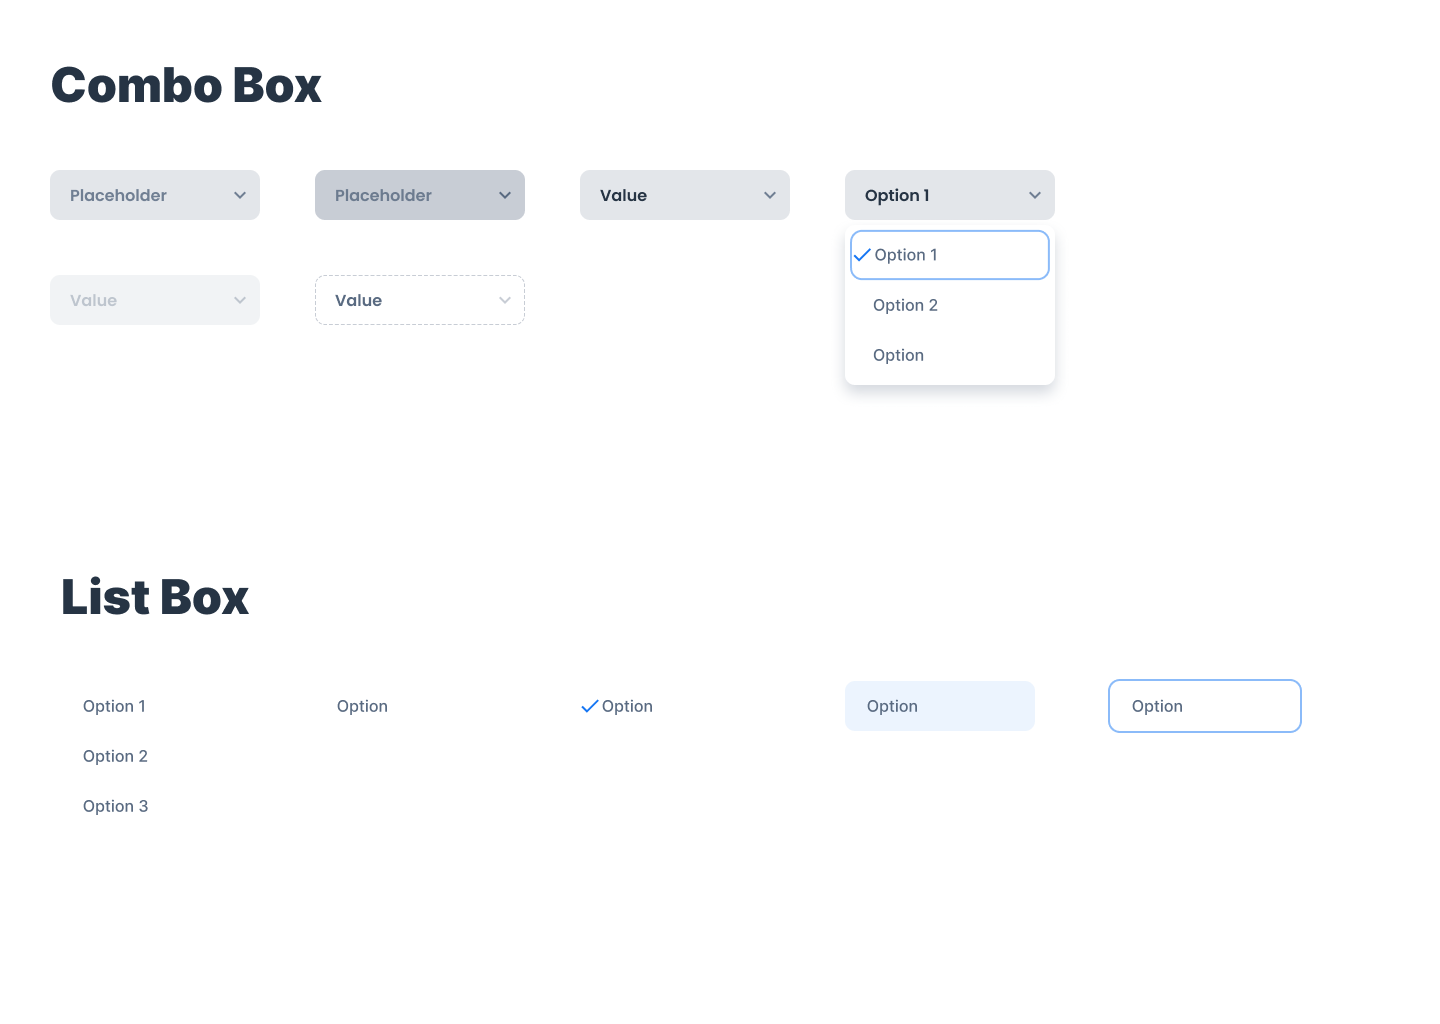 Combo Box
Placeholder
Placeholder
Value
Option 1
Option 1
Option 2
Option
Value
Value
List Box
Option 1
Option 2
Option 3
Option
Option
Option
Option